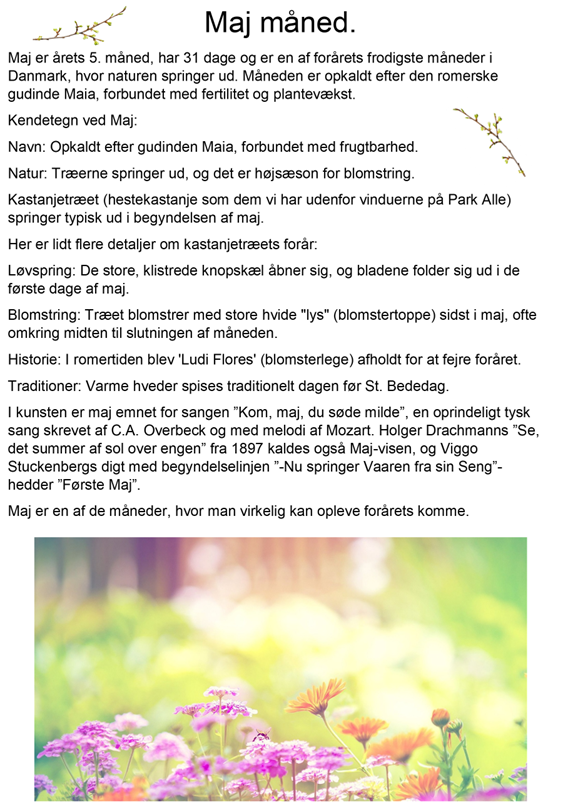 Maj måned.
Maj er årets 5. måned, har 31 dage og er en af forårets frodigste måneder i
Danmark, hvor naturen springer ud. Måneden er opkaldt efter den romerske
gudinde Maia, forbundet med fertilitet og plantevækst.
Kendetegn ved Maj:
Navn: Opkaldt efter gudinden Maia, forbundet med frugtbarhed.
Natur: Træerne springer ud, og det er højsæson for blomstring.
Kastanjetræet (hestekastanje som dem vi har udenfor vinduerne på Park Alle)
springer typisk ud i begyndelsen af maj.
Her er lidt flere detaljer om kastanjetræets forår:
Løvspring: De store, klistrede knopskæl åbner sig, og bladene folder sig ud i de
første dage af maj.
Blomstring: Træet blomstrer med store hvide "lys" (blomstertoppe) sidst i maj, ofte
omkring midten til slutningen af måneden.
Historie: I romertiden blev 'Ludi Flores' (blomsterlege) afholdt for at fejre foråret.
Traditioner: Varme hveder spises traditionelt dagen før St. Bededag.
I kunsten er maj emnet for sangen ”Kom, maj, du søde milde”, en oprindeligt tysk
sang skrevet af C.A. Overbeck og med melodi af Mozart. Holger Drachmanns ”Se,
det summer af sol over engen” fra 1897 kaldes også Maj-visen, og Viggo
Stuckenbergs digt med begyndelselinjen ”-Nu springer Vaaren fra sin Seng”-
hedder ”Første Maj”.
Maj er en af de måneder, hvor man virkelig kan opleve forårets komme.